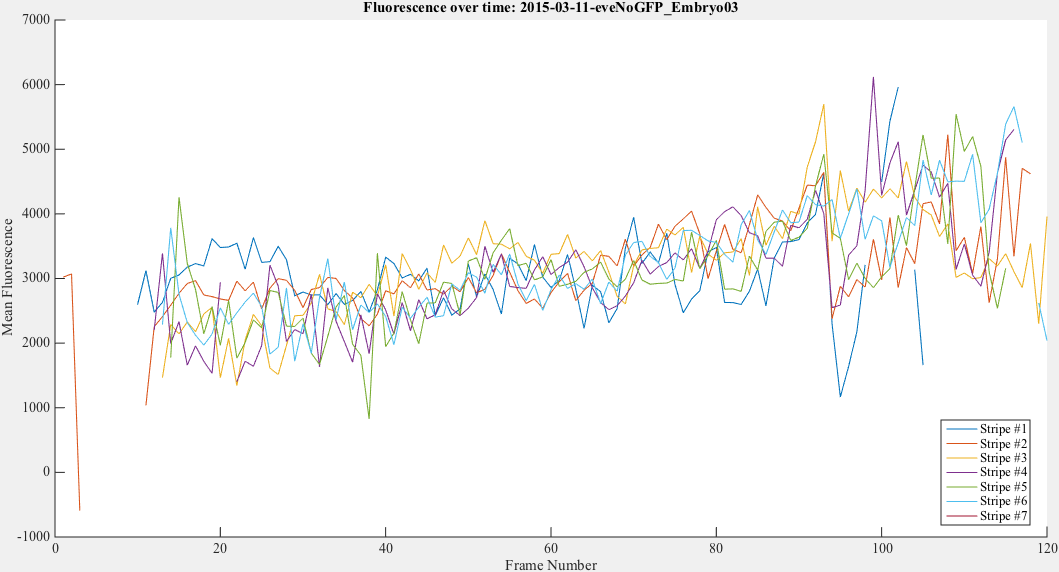 Fluorescence over time: 2015-03-11-eveNoGFP_Embryo03
7000
6000
5000
4000
3000
2000
1000
0
-1000
Mean Fluorescence
0 20 40 60 80 100 120
Frame Number
Stripe #1
Stripe #2
Stripe #3
Stripe #4
Stripe #5
Stripe #6
Stripe #7